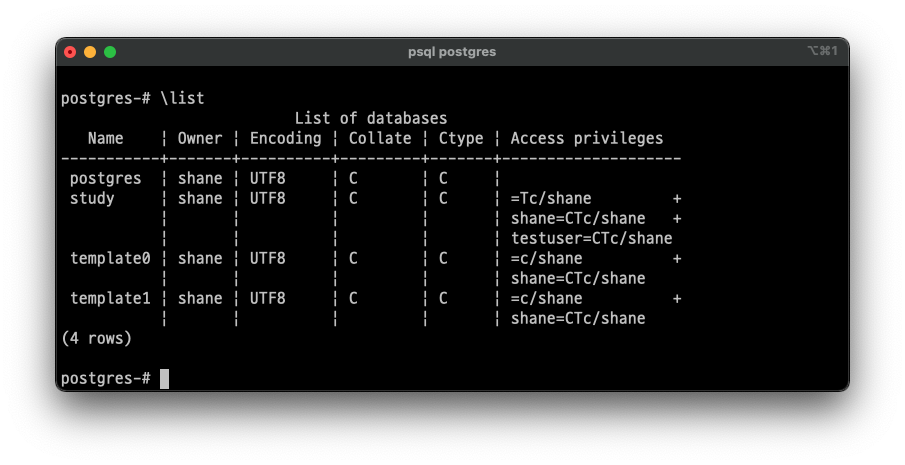 psql postgres
⌥⌘1
postgres-# \list
                          List of databases
   Name    ¦ Owner ¦ Encoding ¦ Collate ¦ Ctype ¦ Access privileges
-----------+-------+----------+---------+-------+--------------------
 postgres  ¦ shane ¦ UTF8     ¦ C       ¦ C     ¦
 study     ¦ shane ¦ UTF8     ¦ C       ¦ C     ¦ =Tc/shane         +
           ¦       ¦          ¦         ¦       ¦ shane=CTc/shane   +
           ¦       ¦          ¦         ¦       ¦ testuser=CTc/shane
 template0 ¦ shane ¦ UTF8     ¦ C       ¦ C     ¦ =c/shane          +
           ¦       ¦          ¦         ¦       ¦ shane=CTc/shane
 template1 ¦ shane ¦ UTF8     ¦ C       ¦ C     ¦ =c/shane          +
           ¦       ¦          ¦         ¦       ¦ shane=CTc/shane
(4 rows)
postgres-#